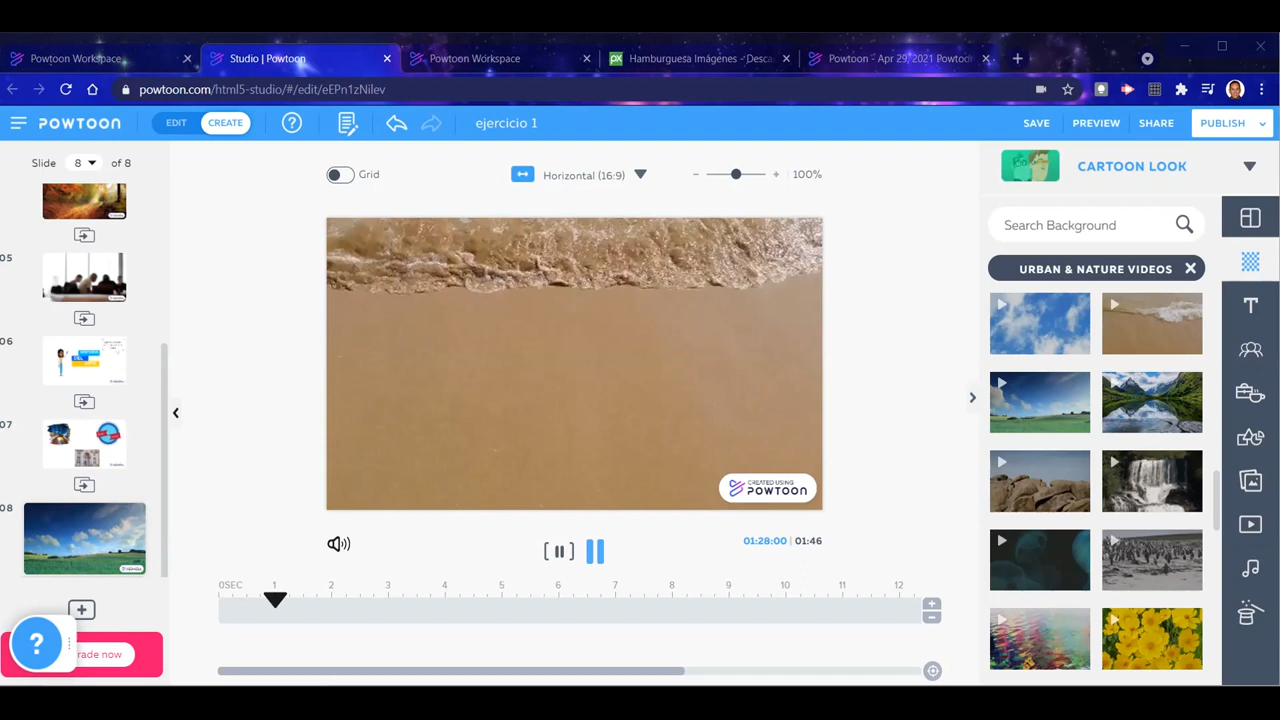 Powtoon Workspace
Studio | Powtoon
Powtoon Workspace
Hamburguesa Imágenes · Desca
Powtoon - Apr 29, 2021 Powtoo
powtoon.com/html5-studio/#/edit/eEPn1zNilev
POWTOON
EDIT
CREATE
ejercicio 1
SAVE
PREVIEW
SHARE
PUBLISH
Slide 8 of 8
Grid
Horizontal (16:9)
100%
CARTOON LOOK
Search Background
URBAN & NATURE VIDEOS
05
06
07
08
CREATED USING
POWTOON
01:28:00 | 01:46
0SEC 1 2 3 4 5 6 7 8 9 10 11 12
?
rade now